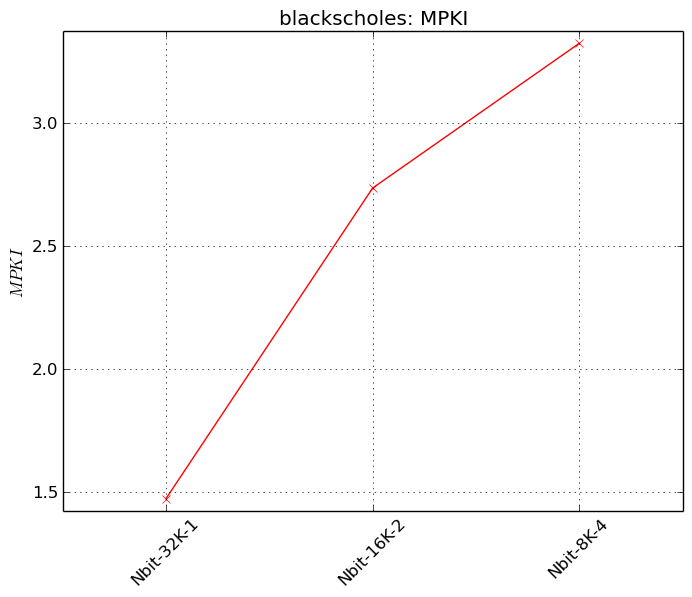 blackscholes: MPKI
3.0
2.5
2.0
1.5
MPKI
Nbit-32K-1
Nbit-16K-2
Nbit-8K-4